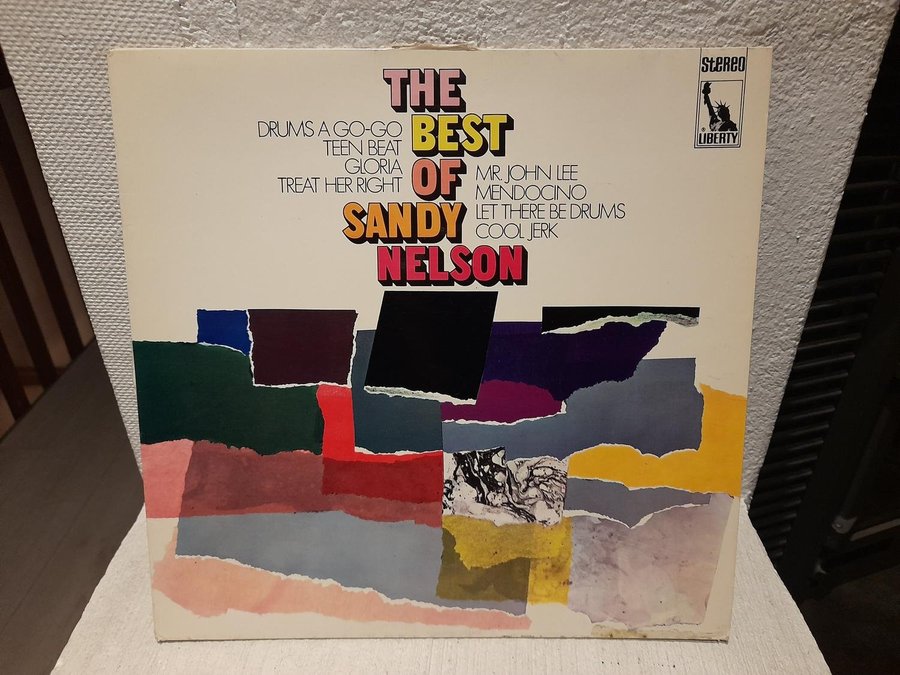 THE
BEST
OF
SANDY
NELSON
DRUMS A GO-GO
TEEN BEAT
GLORIA
TREAT HER RIGHT
MR. JOHN LEE
MENDOCINO
LET THERE BE DRUMS
COOL JERK
STEREO
® LIBERTY